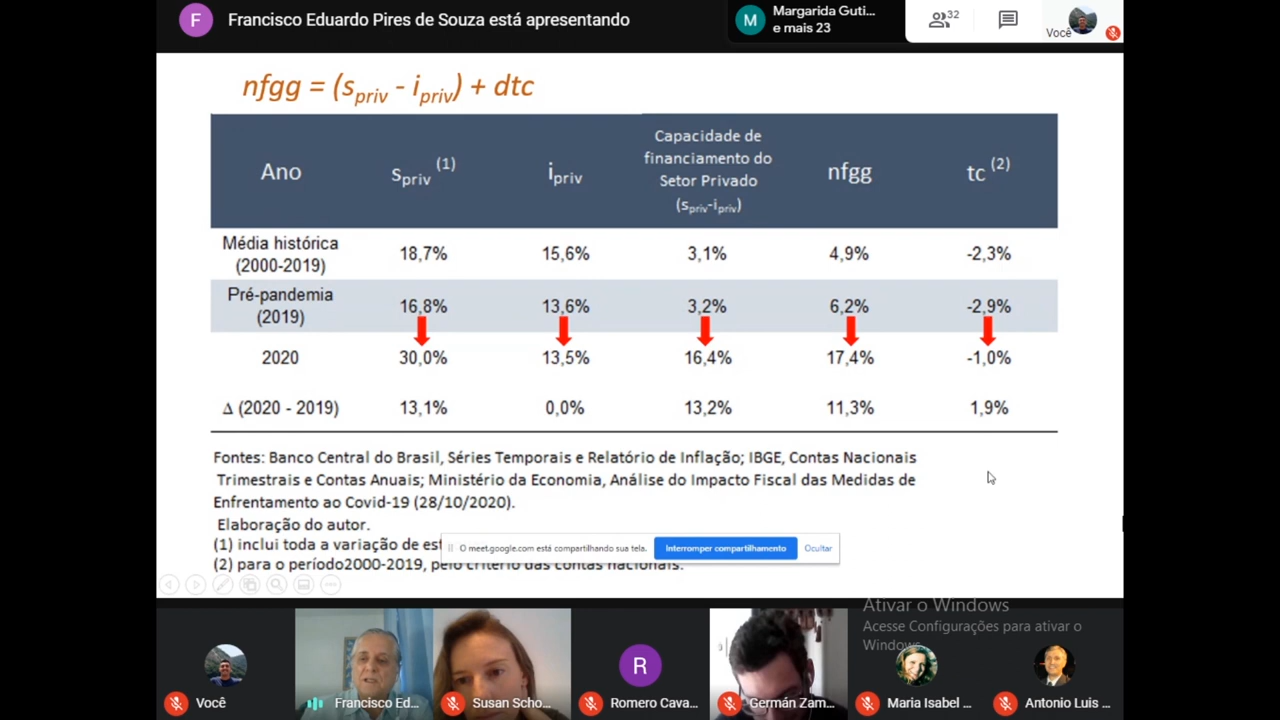 F
Francisco Eduardo Pires de Souza está apresentando
M
Margarida Guti...
e mais 23
32
Você
nfgg = (spriv - ipriv) + dtc
Ano
spriv (1)
ipriv
Capacidade de
financiamento do
Setor Privado
(spriv-ipriv)
nfgg
tc (2)
Média histórica
(2000-2019)
18,7%
15,6%
3,1%
4,9%
-2,3%
Pré-pandemia
(2019)
16,8%
13,6%
3,2%
6,2%
-2,9%
2020
30,0%
13,5%
16,4%
17,4%
-1,0%
Δ (2020 - 2019)
13,1%
0,0%
13,2%
11,3%
1,9%
Fontes: Banco Central do Brasil, Séries Temporais e Relatório de Inflação; IBGE, Contas Nacionais
Trimestrais e Contas Anuais; Ministério da Economia, Análise do Impacto Fiscal das Medidas de
Enfrentamento ao Covid-19 (28/10/2020).
Elaboração do autor.
(1) inclui toda a variação de est
O meet.google.com está compartilhando sua tela.
Interromper compartilhamento
Ocultar
(2) para o período2000-2019, pelo critério das contas nacionais.
Ativar o Windows
Acesse Configurações para ativar o
Windows.
Você
Francisco Ed...
Susan Scho...
R
Romero Cava...
Germán Zam...
Maria Isabel ...
Antonio Luis ...